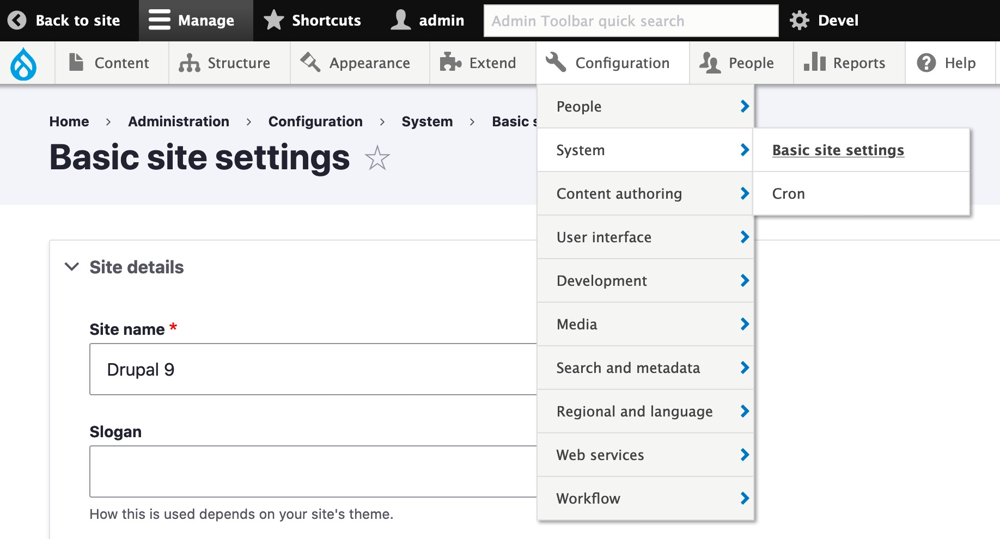 Back to site Manage Shortcuts admin Admin Toolbar quick search Devel
Content Structure Appearance Extend Configuration People Reports Help
Home › Administration › Configuration › System › Basic s
Basic site settings
People
System
Content authoring
User interface
Development
Media
Search and metadata
Regional and language
Web services
Workflow
Basic site settings
Cron
Site details
Site name *
Drupal 9
Slogan
How this is used depends on your site's theme.